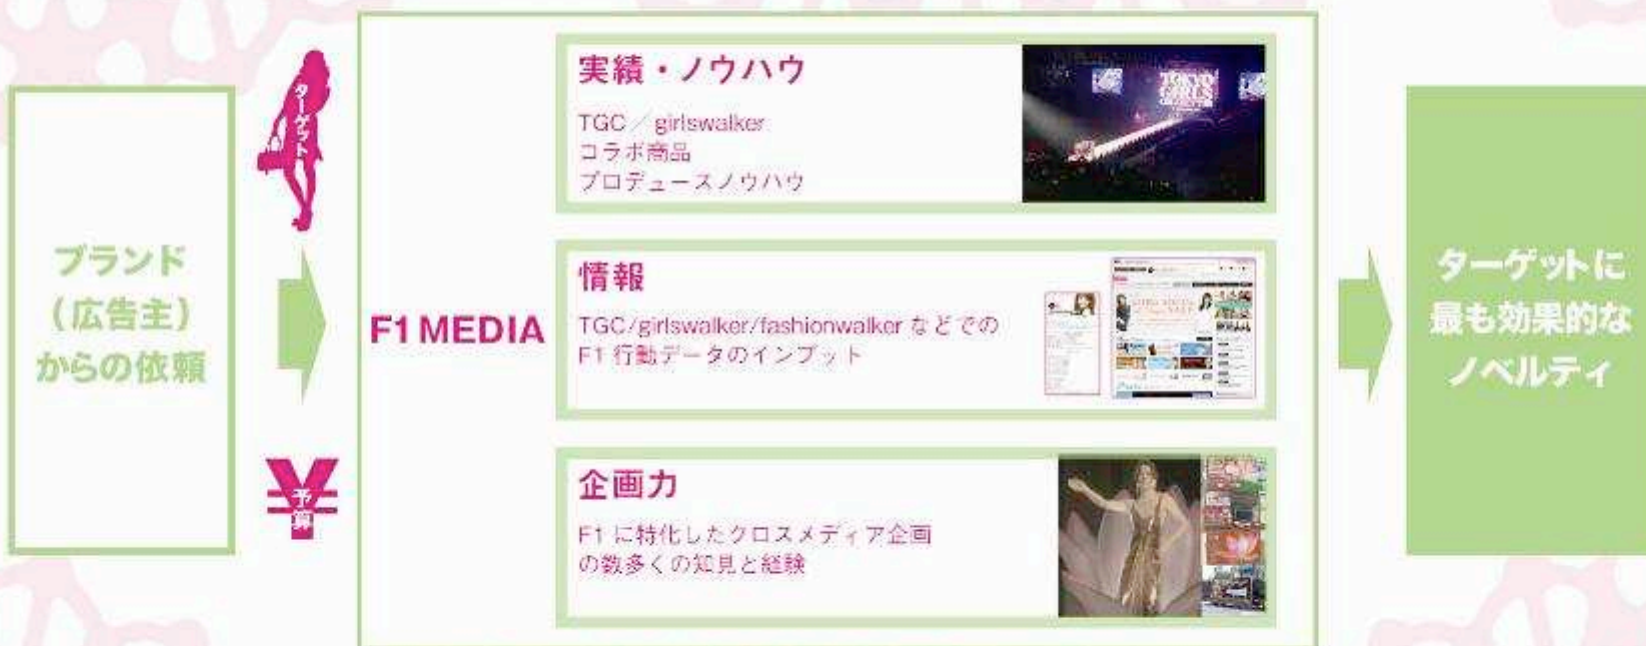 ブランド
（広告主）
からの依頼
ターゲット
予算
F1 MEDIA
実績・ノウハウ
TGC／girlswalker
コラボ商品
プロデュースノウハウ
TOKYO
GIRLS
情報
TGC/girlswalker/fashionwalker などでの
F1 行動データのインプット
企画力
F1 に特化したクロスメディア企画
の数多くの知見と経験
ターゲットに
最も効果的な
ノベルティ